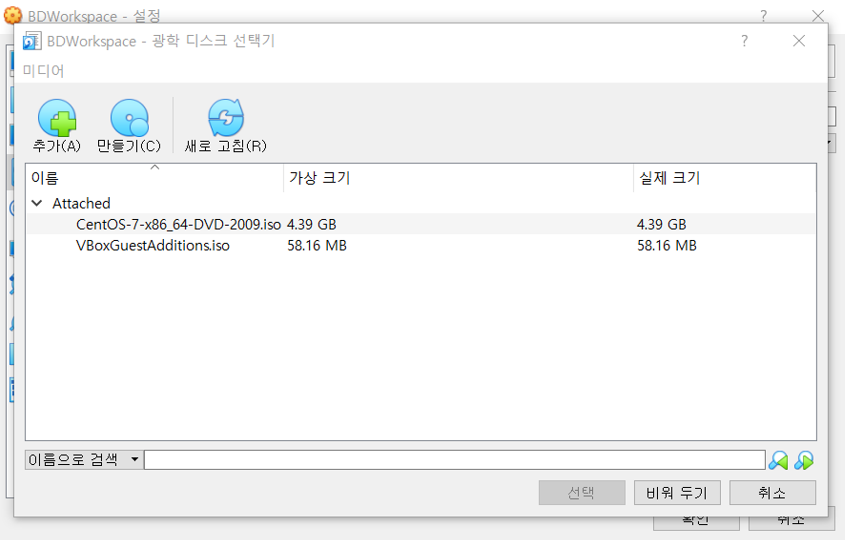 BDWorkspace - 설정
BDWorkspace - 광학 디스크 선택기
미디어
추가(A) 만들기(C) 새로 고침(R)
이름 가상 크기 실제 크기
Attached
CentOS-7-x86_64-DVD-2009.iso 4.39 GB 4.39 GB
VBoxGuestAdditions.iso 58.16 MB 58.16 MB
이름으로 검색
선택 비워 두기 취소
확인 취소